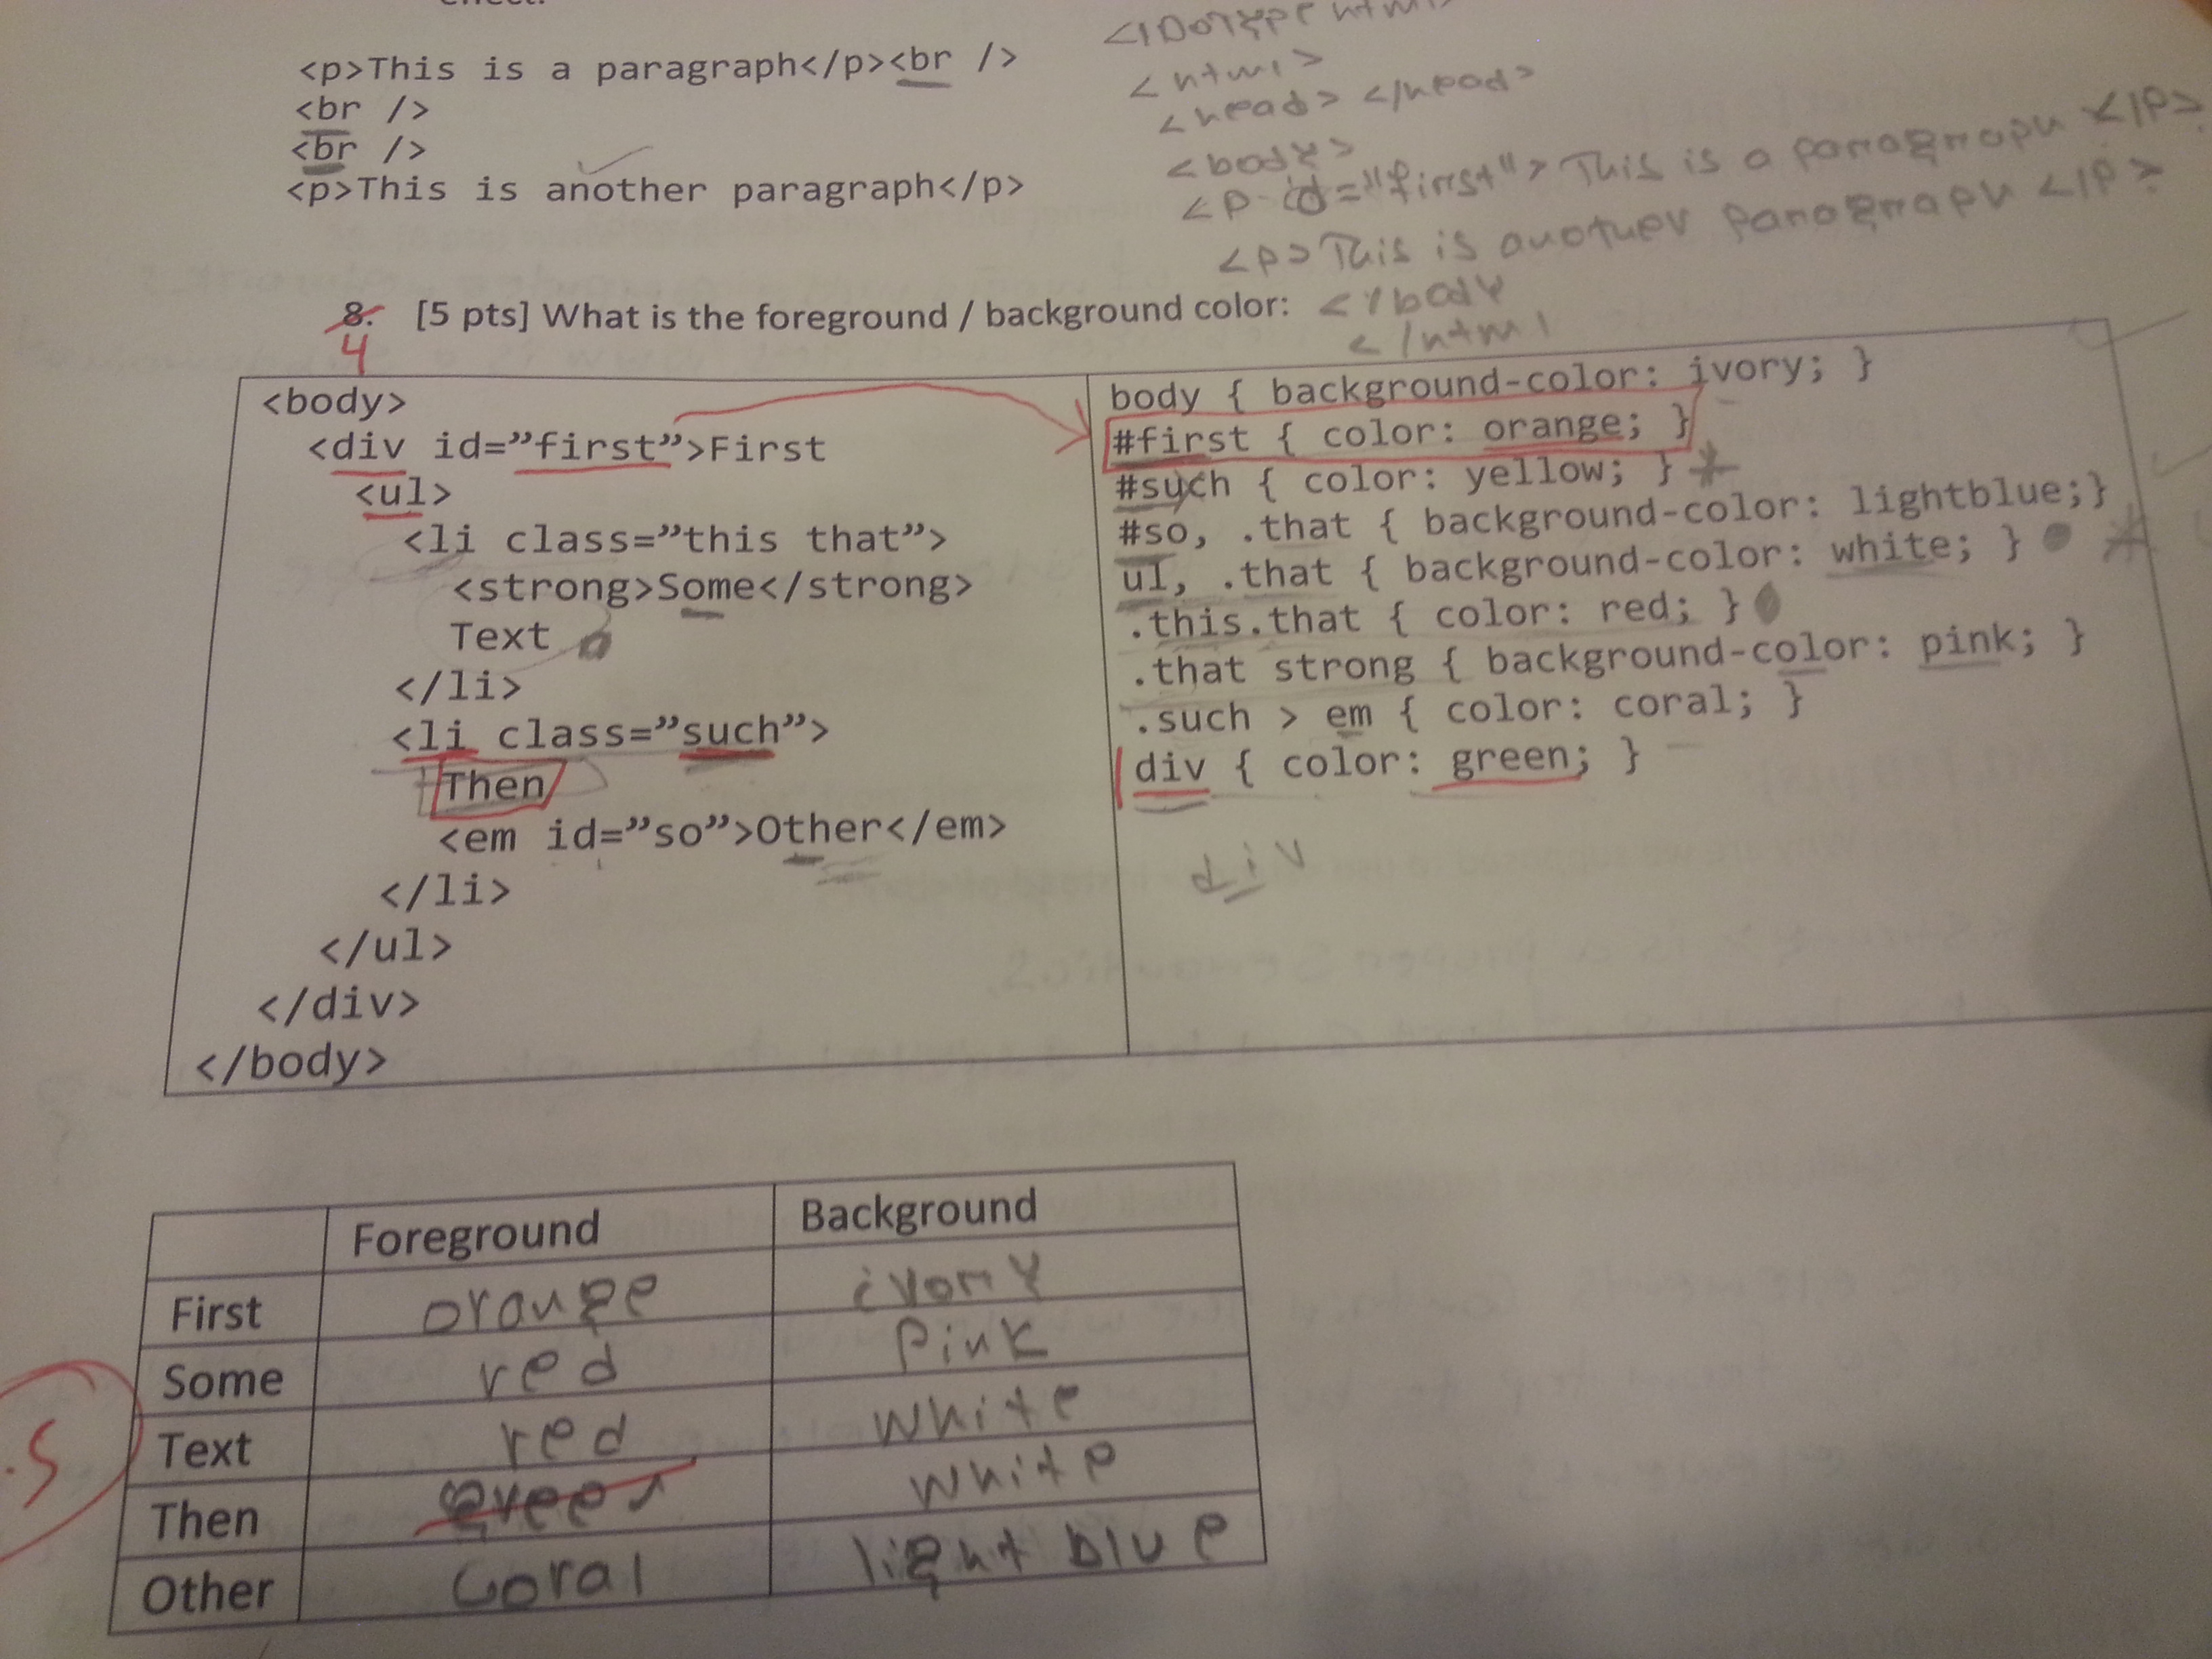 effect.
<p>This is a paragraph</p><br />
<br />
<br />
<p>This is another paragraph</p>
<!DOTYPE html>
<html>
<head> </head>
<body>
<p id="first"> This is a paragraph </p>
<p>This is another paragraph </p>
</body
</html
8. [5 pts] What is the foreground / background color:
4
<body>
<div id=”first”>First
<ul>
<li class=”this that”>
<strong>Some</strong>
Text
</li>
<li class=”such”>
Then
<em id=”so”>Other</em>
</li>
</ul>
</div>
</body>
body { background-color: ivory; }
#first { color: orange; }
#such { color: yellow; }
#so, .that { background-color: lightblue;}
ul, .that { background-color: white; }
.this.that { color: red; }
.that strong { background-color: pink; }
.such > em { color: coral; }
div { color: green; }
div
Foreground Background
First orange ivory
Some red pink
Text red white
Then green white
Other coral light blue
.5